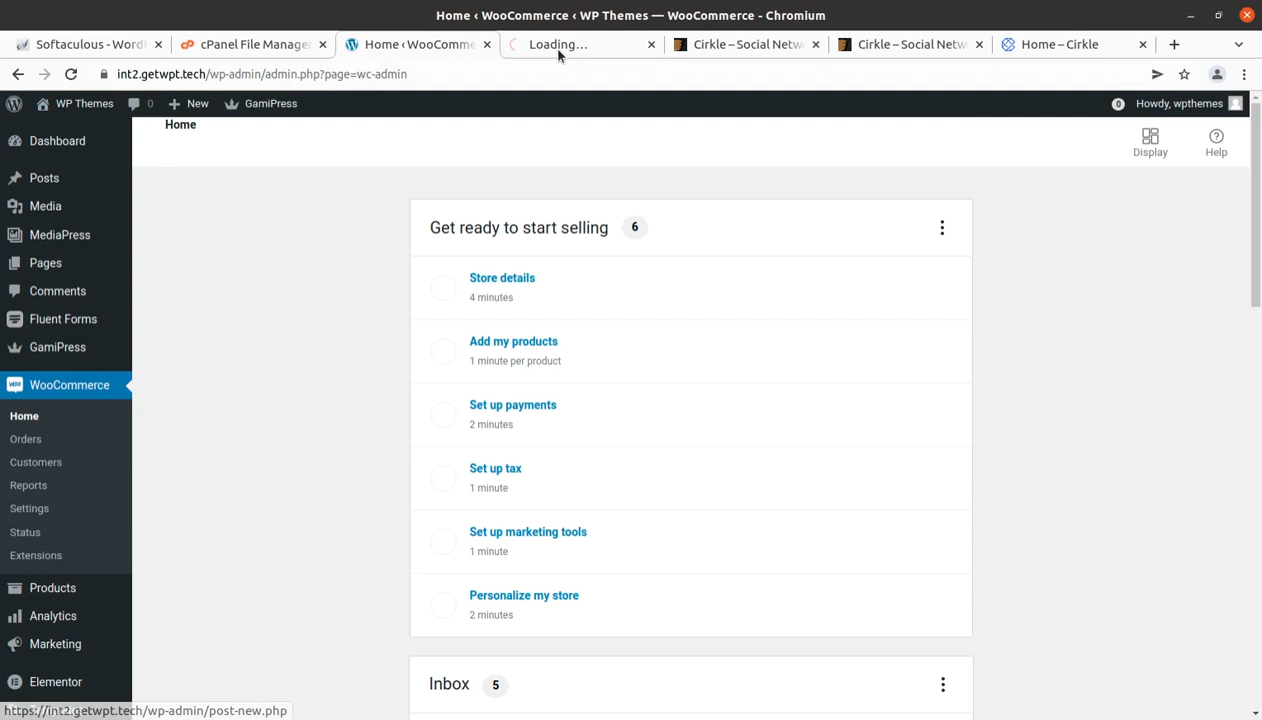 Home ‹ WooCommerce ‹ WP Themes — WooCommerce - Chromium
Softaculous - Word
cPanel File Manage
Home ‹ WooComme
Loading...
Cirkle – Social Netw
Cirkle – Social Netw
Home – Cirkle
int2.getwpt.tech/wp-admin/admin.php?page=wc-admin
WP Themes
0
New
GamiPress
0
Howdy, wpthemes
Home
Display
Help
Dashboard
Posts
Media
MediaPress
Pages
Comments
Fluent Forms
GamiPress
WooCommerce
Home
Orders
Customers
Reports
Settings
Status
Extensions
Products
Analytics
Marketing
Elementor
Get ready to start selling 6
Store details
4 minutes
Add my products
1 minute per product
Set up payments
2 minutes
Set up tax
1 minute
Set up marketing tools
1 minute
Personalize my store
2 minutes
Inbox 5
https://int2.getwpt.tech/wp-admin/post-new.php